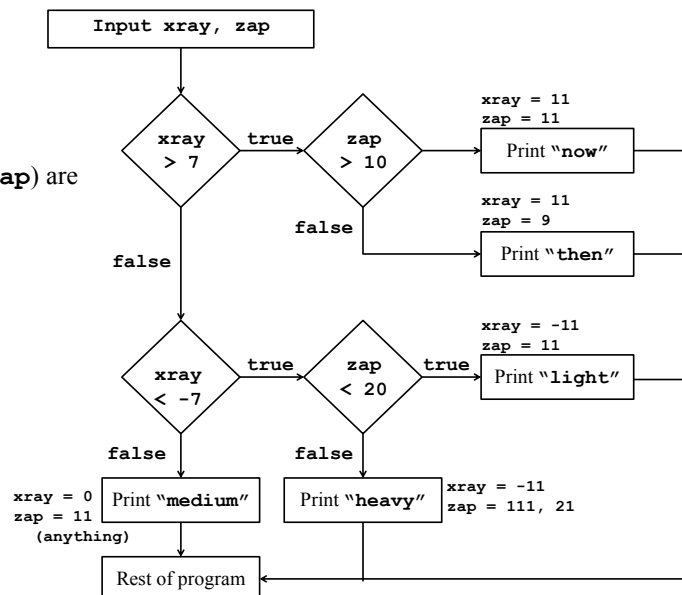 Input xray, zap
xray
> 7
true
zap
> 10
xray = 11
zap = 11
Print “now”
ap) are
false
xray = 11
zap = 9
Print “then”
false
xray
< -7
true
zap
< 20
true
xray = -11
zap = 11
Print “light”
false
false
xray = 0
zap = 11
(anything)
Print “medium”
Print “heavy”
xray = -11
zap = 111, 21
Rest of program